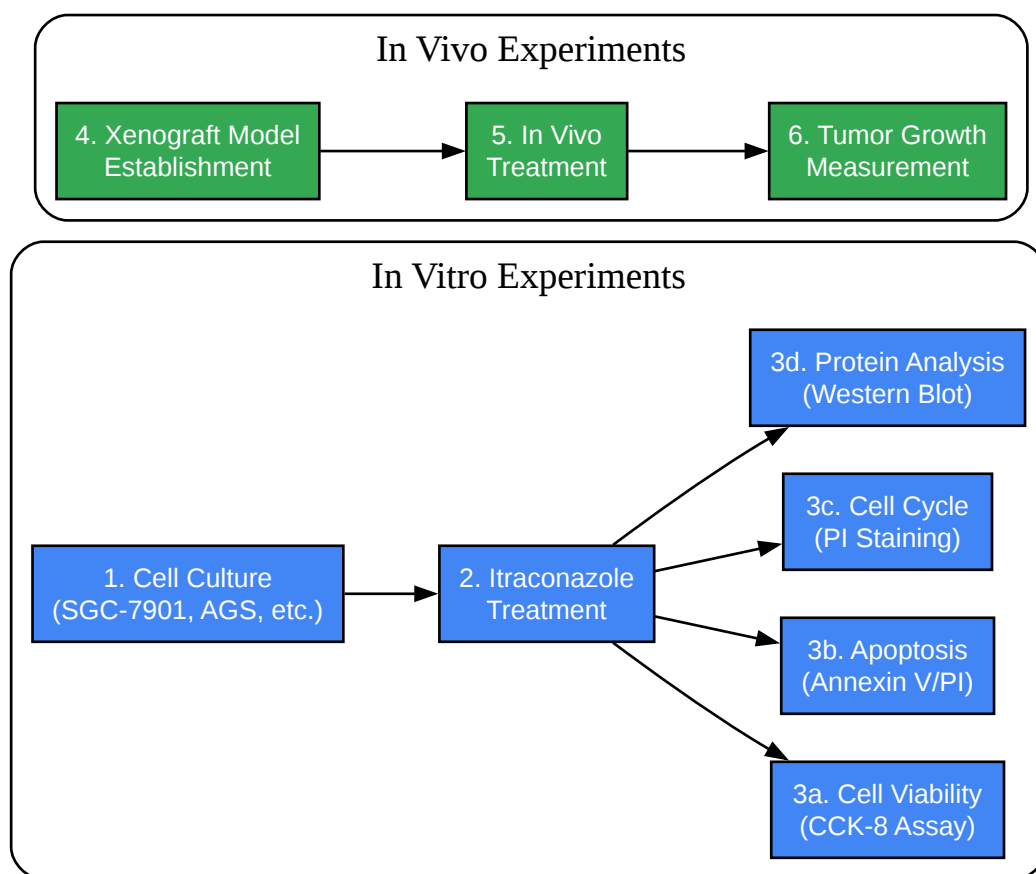 In Vivo Experiments
4. Xenograft Model
Establishment
5. In Vivo
Treatment
6. Tumor Growth
Measurement
In Vitro Experiments
3d. Protein Analysis
(Western Blot)
3c. Cell Cycle
(PI Staining)
1. Cell Culture
(SGC-7901, AGS, etc.)
2. Itraconazole
Treatment
3b. Apoptosis
(Annexin V/PI)
3a. Cell Viability
(CCK-8 Assay)